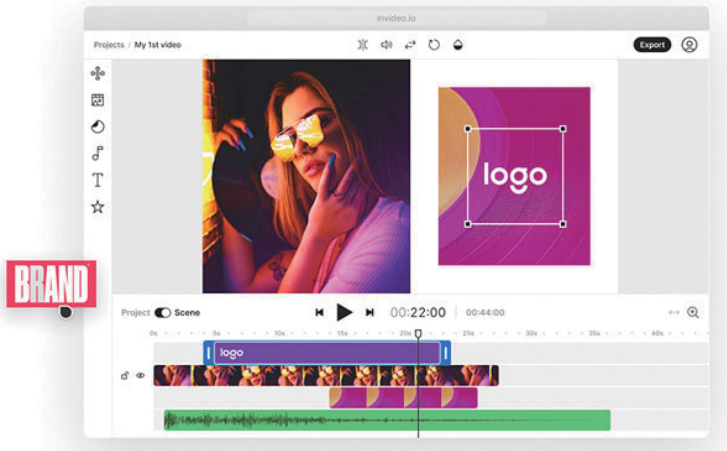 invideo.io
Projects / My 1st video
Export
T
logo
BRAND
Project Scene 00:22:00 00:44:00
0s 5s 15s 20s 25s 30s 35s 40s
logo